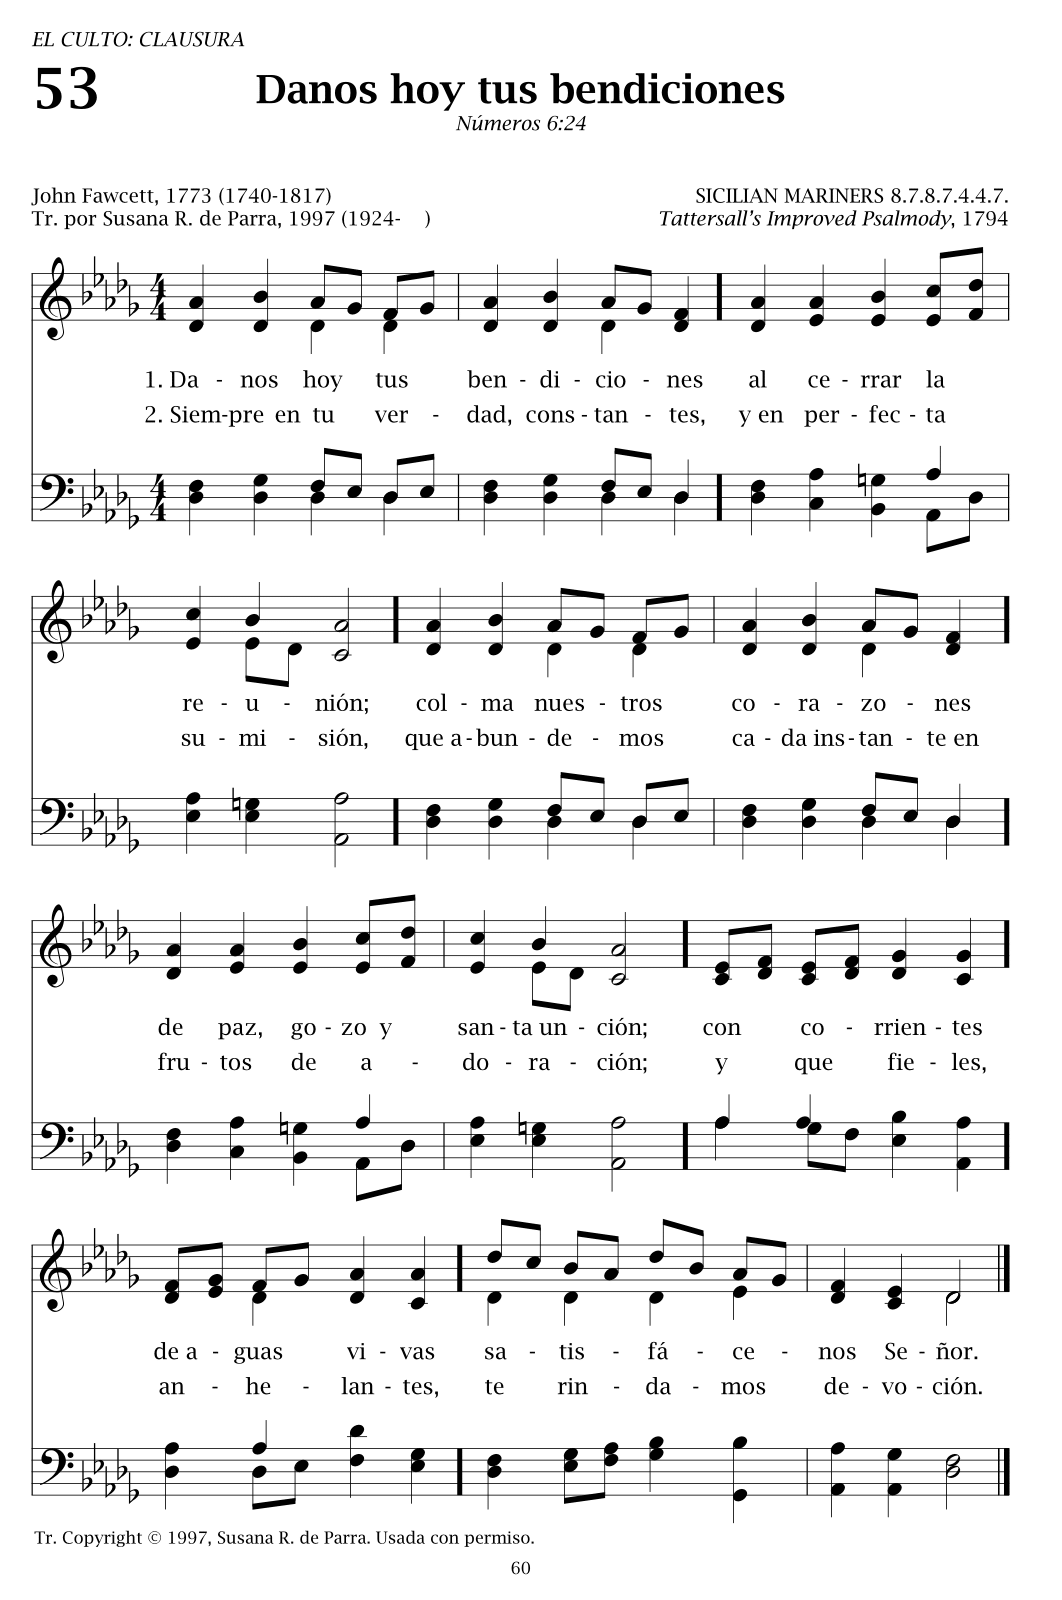 EL CULTO: CLAUSURA
53
Danos hoy tus bendiciones
Números 6:24
John Fawcett, 1773 (1740-1817)
SICILIAN MARINERS 8.7.8.7.4.4.7.
Tr. por Susana R. de Parra, 1997 (1924-    )
Tattersall's Improved Psalmody, 1794
4
4
1. Da - nos hoy tus ben - di - cio - nes al ce - rrar la
2. Siem-pre en tu ver - dad, cons - tan - tes, y en per - fec - ta
4
4
re - u - nión; col - ma nues - tros co - ra - zo - nes
su - mi - sión, que a - bun - de - mos ca - da ins - tan - te en
de paz, go - zo y san - ta un - ción; con co - rrien - tes
fru - tos de a - do - ra - ción; y que fie - les,
de a - guas vi - vas sa - tis - fá - ce - nos Se - ñor.
an - he - lan - tes, te rin - da - mos de - vo - ción.
Tr. Copyright © 1997, Susana R. de Parra. Usada con permiso.
60